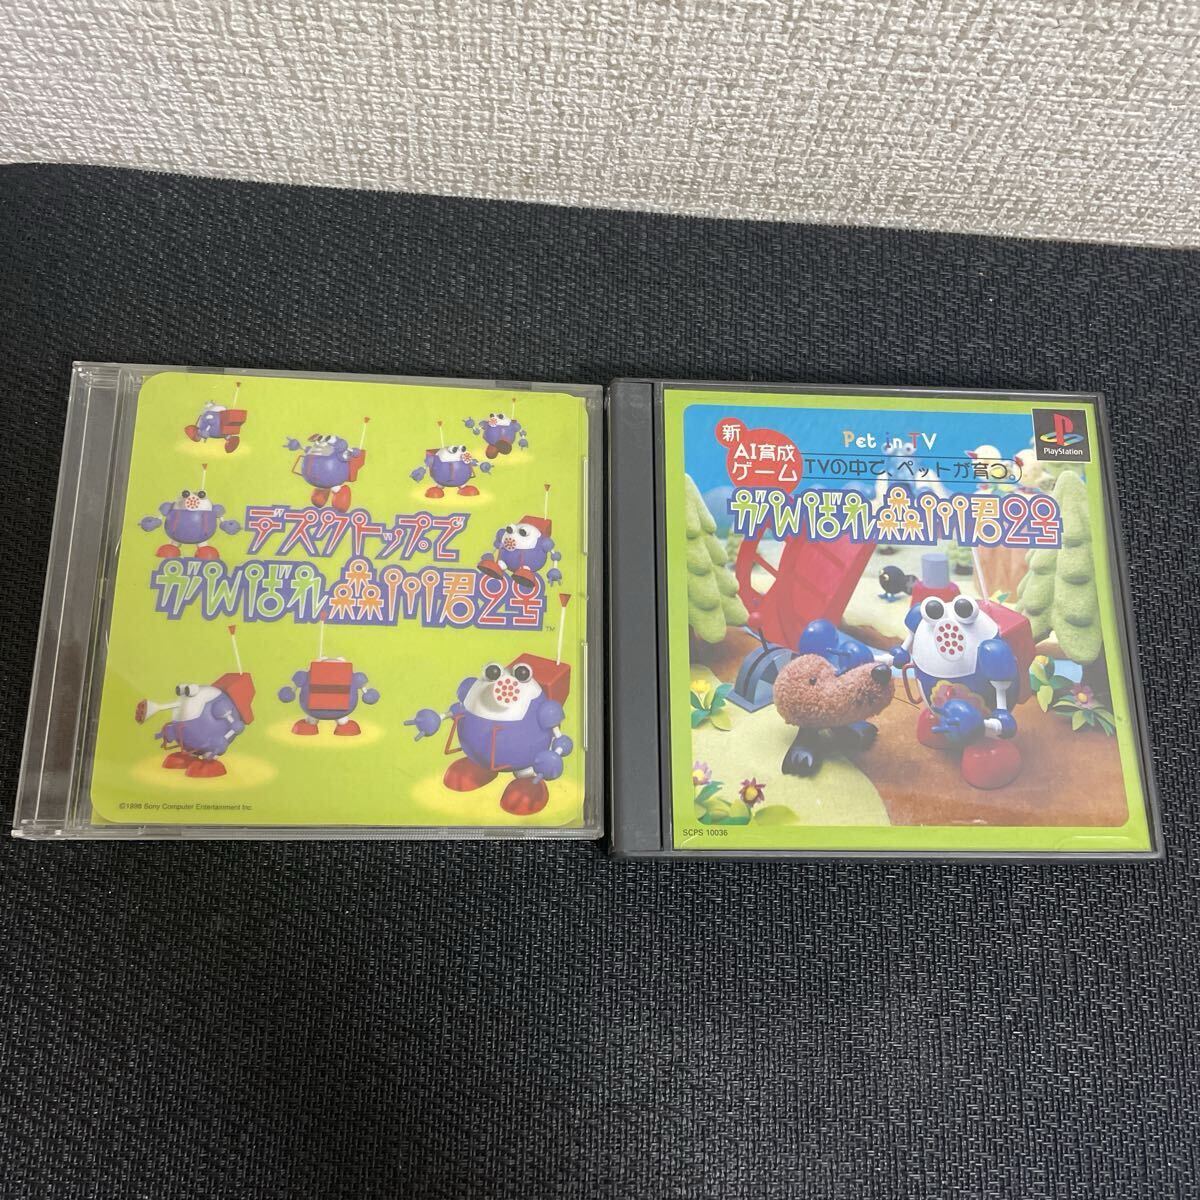 デスクトップで
がんばれ森川君2号
TM
©1998 Sony Computer Entertainment Inc.
新
AI育成
ゲーム
Pet in TV
TVの中で、ペットが育つ。
PlayStation
がんばれ森川君2号
SCPS 10036